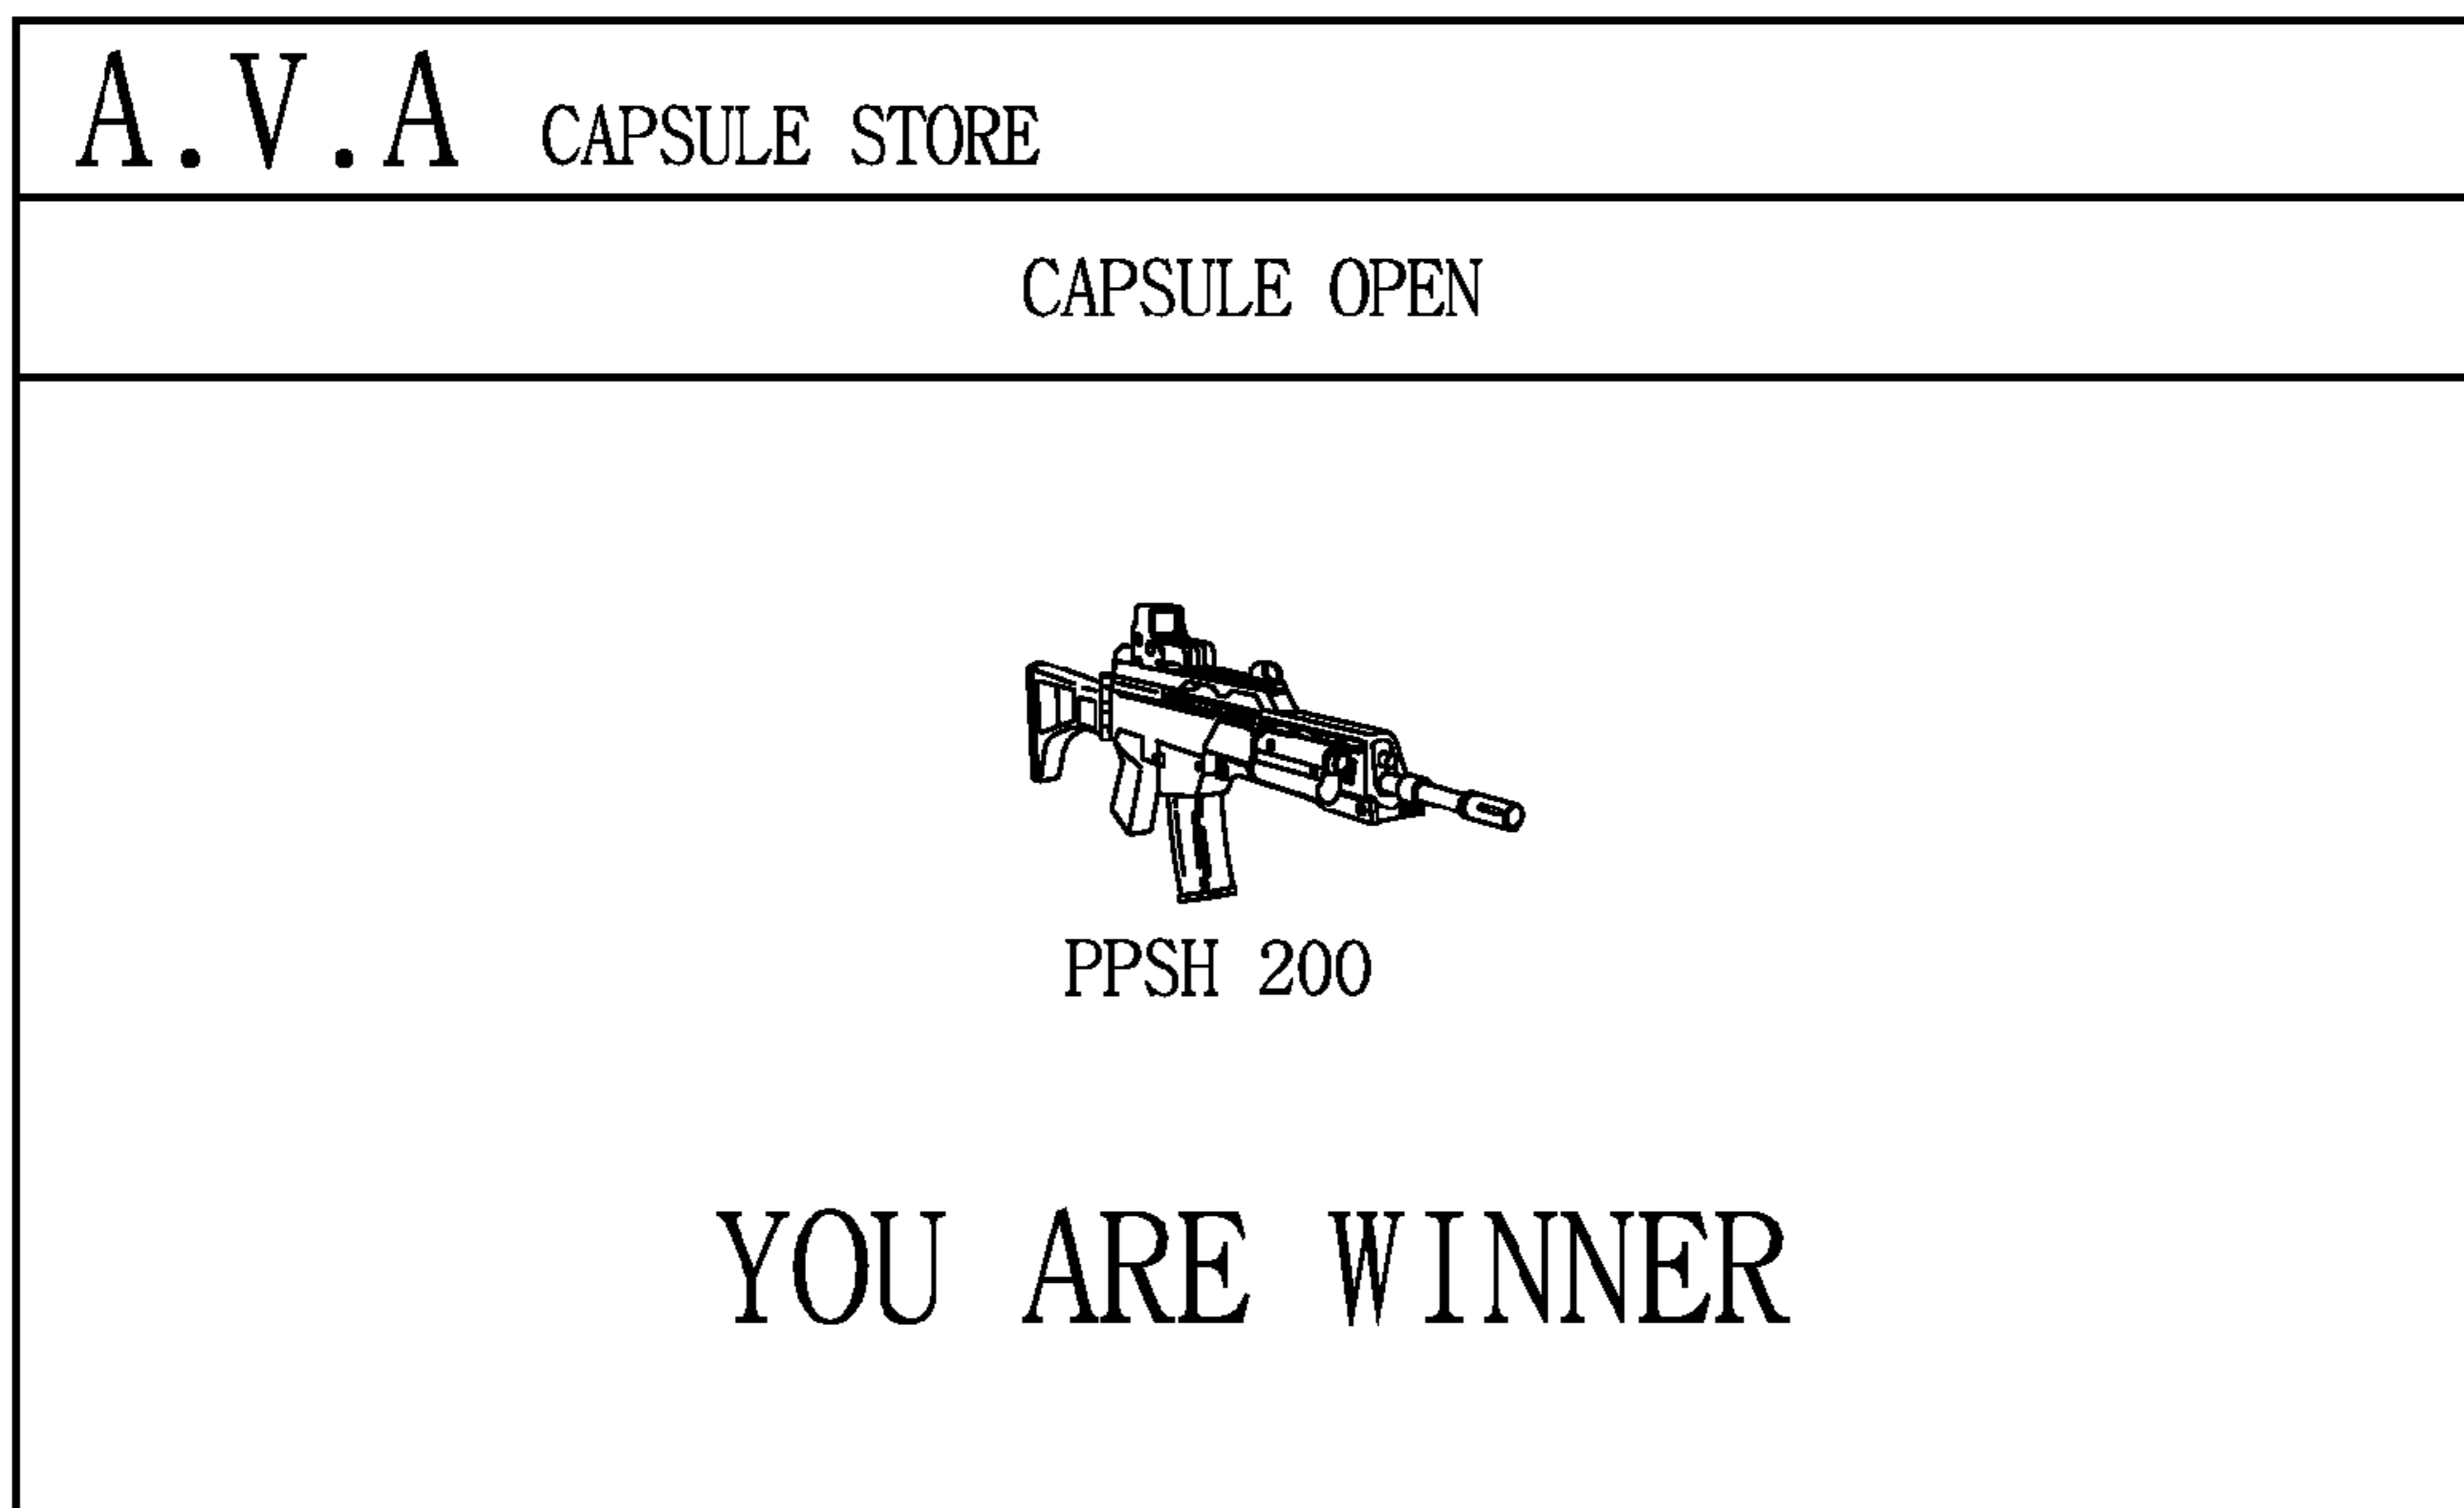 A.V.A CAPSULE STORE
CAPSULE OPEN
PPSH 200
YOU ARE WINNER